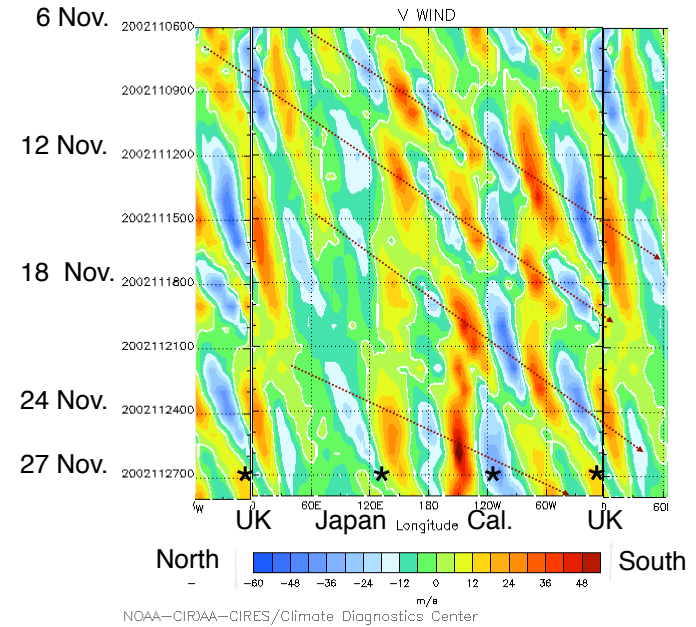 V WIND
6 Nov. 2002110600
2002110900
12 Nov. 2002111200
2002111500
18 Nov. 2002111800
2002112100
24 Nov. 2002112400
27 Nov. 2002112700
* * * *
W 0 60E 120E 180 120W 60W 0 60E
UK Japan Longitude Cal. UK
North South
-60 -48 -36 -24 -12 0 12 24 36 48
m/s
NOAA-CIRES/Climate Diagnostics Center